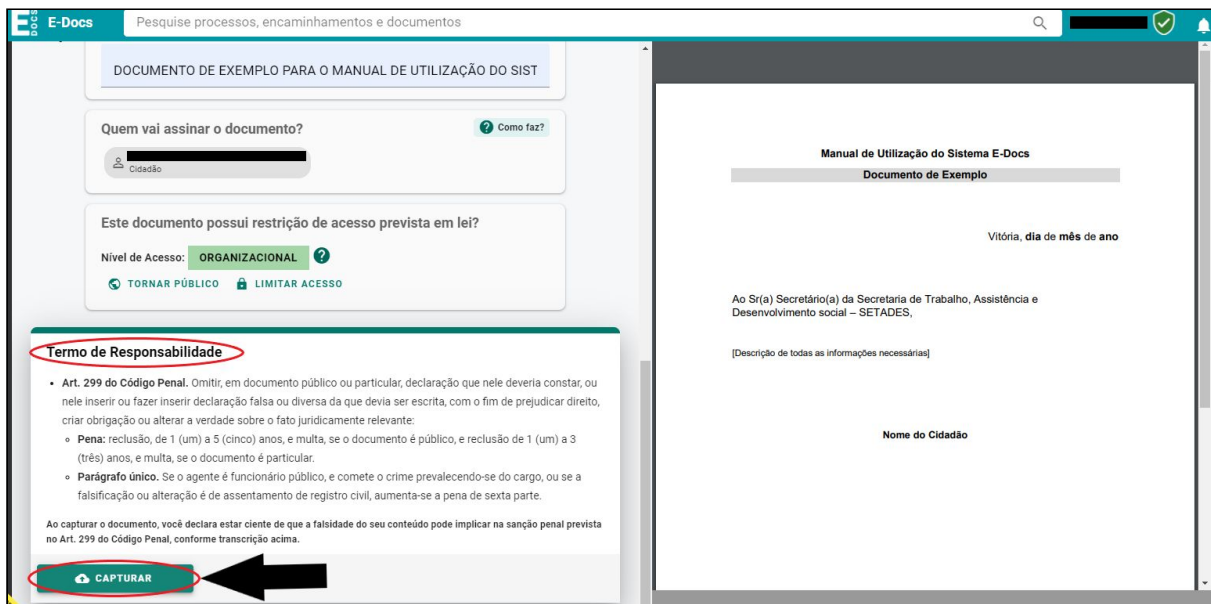 E DOCS E-Docs
Pesquise processos, encaminhamentos e documentos
DOCUMENTO DE EXEMPLO PARA O MANUAL DE UTILIZAÇÃO DO SIST
Quem vai assinar o documento?
Como faz?
Cidadão
Este documento possui restrição de acesso prevista em lei?
Nível de Acesso: ORGANIZACIONAL
TORNAR PÚBLICO LIMITAR ACESSO
Termo de Responsabilidade
• Art. 299 do Código Penal. Omitir, em documento público ou particular, declaração que nele deveria constar, ou
nele inserir ou fazer inserir declaração falsa ou diversa da que devia ser escrita, com o fim de prejudicar direito,
criar obrigação ou alterar a verdade sobre o fato juridicamente relevante:
Pena: reclusão, de 1 (um) a 5 (cinco) anos, e multa, se o documento é público, e reclusão de 1 (um) a 3
(três) anos, e multa, se o documento é particular.
Parágrafo único. Se o agente é funcionário público, e comete o crime prevalecendo-se do cargo, ou se a
falsificação ou alteração é de assentamento de registro civil, aumenta-se a pena de sexta parte.
Ao capturar o documento, você declara estar ciente de que a falsidade do seu conteúdo pode implicar na sanção penal prevista
no Art. 299 do Código Penal, conforme transcrição acima.
CAPTURAR
Manual de Utilização do Sistema E-Docs
Documento de Exemplo
Vitória, dia de mês de ano
Ao Sr(a) Secretário(a) da Secretaria de Trabalho, Assistência e
Desenvolvimento social – SETADES,
[Descrição de todas as informações necessárias]
Nome do Cidadão